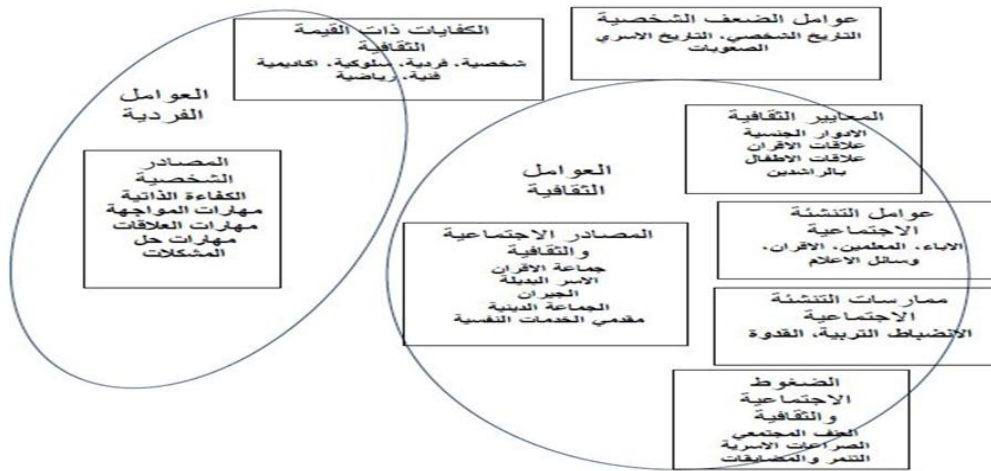 عوامل الضعف الشخصية
التاريخ الشخصي، التاريخ الاسري
الصعوبات
الكفايات ذات القيمة
الثقافية
شخصية، فردية، سلوكية، اكاديمية
فنية، رياضية
العوامل
الفردية
المصادر
الشخصية
الكفاءة الذاتية
مهارات المواجهة
مهارات العلاقات
مهارات حل
المشكلات
العوامل
الثقافية
المعايير الثقافية
الادوار الجنسية
علاقات الاقران
علاقات الاطفال
بالراشدين
عوامل التنشئة
الاجتماعية
الاباء، المعلمين، الاقران،
وسائل الاعلام
المصادر الاجتماعية
والثقافية
جماعة الاقران
الاسر البديلة
الجيران
الجماعة الدينية
مقدمي الخدمات النفسية
ممارسات التنشئة
الاجتماعية
الانضباط التربية، القدوة
الضغوط
الاجتماعية
والثقافية
العنف المجتمعي
الصراعات الاسرية
التنمر والمضايقات